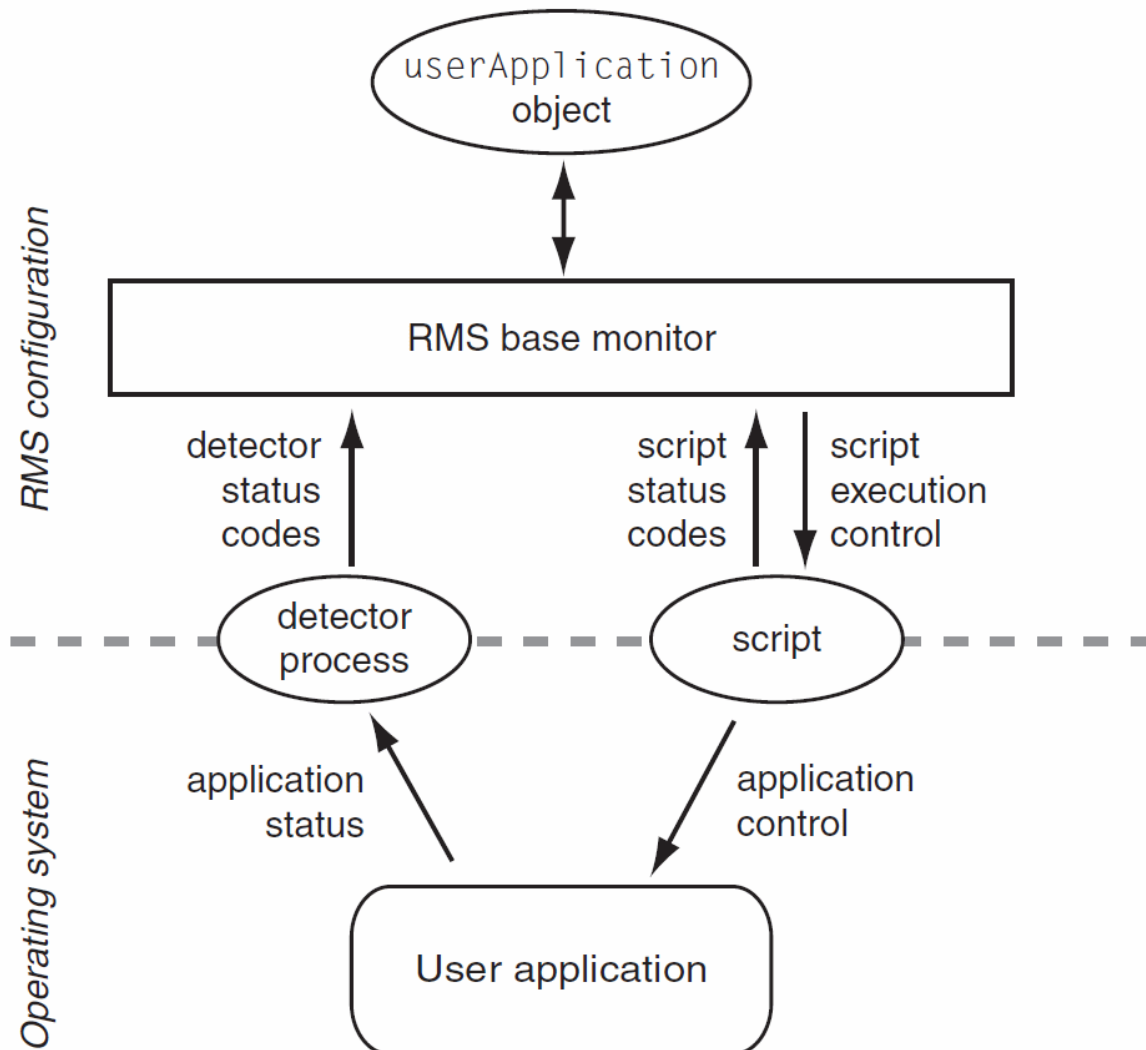 userApplication
object
RMS configuration
RMS base monitor
detector
status
codes
script
status
codes
script
execution
control
detector
process
script
Operating system
application
status
application
control
User application